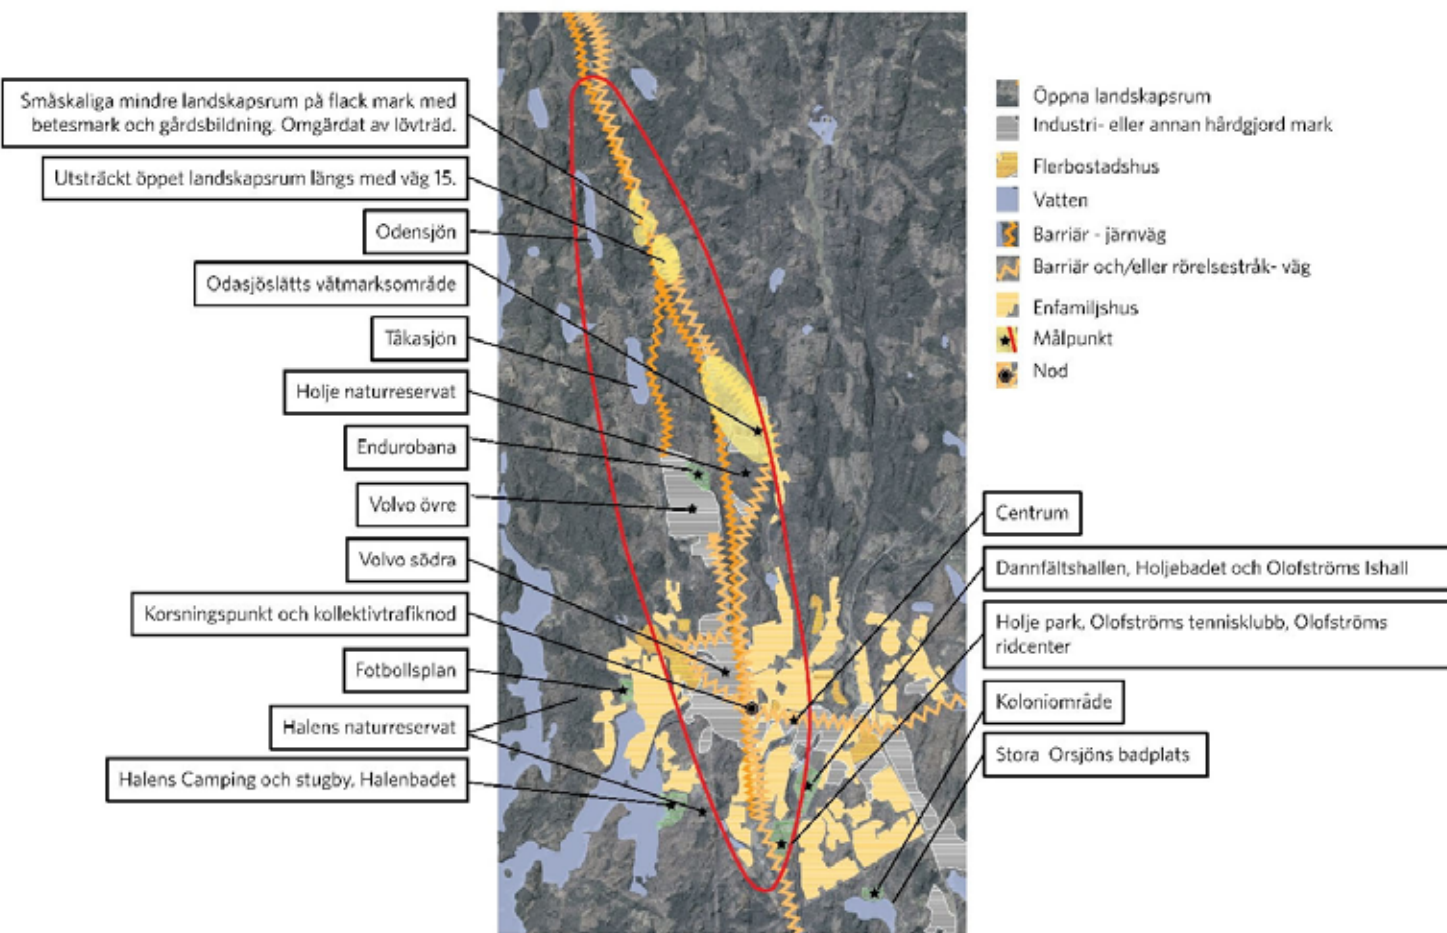 Småskaliga mindre landskapsrum på flack mark med
betesmark och gårdsbildning. Omgärdat av lövträd.
Utsträckt öppet landskapsrum längs med väg 15.
Odensjön
Odasjöslätts våtmarksområde
Tåkasjön
Holje naturreservat
Endurobana
Volvo övre
Volvo södra
Korsningspunkt och kollektivtrafiknod
Fotbollsplan
Halens naturreservat
Halens Camping och stugby, Halenbadet
Öppna landskapsrum
Industri- eller annan hårdgjord mark
Flerbostadshus
Vatten
Barriär - järnväg
Barriär och/eller rörelsestråk- väg
Enfamiljshus
Målpunkt
Nod
Centrum
Dannfältshallen, Holjebadet och Olofströms Ishall
Holje park, Olofströms tennisklubb, Olofströms
ridcenter
Koloniområde
Stora Orsjöns badplats